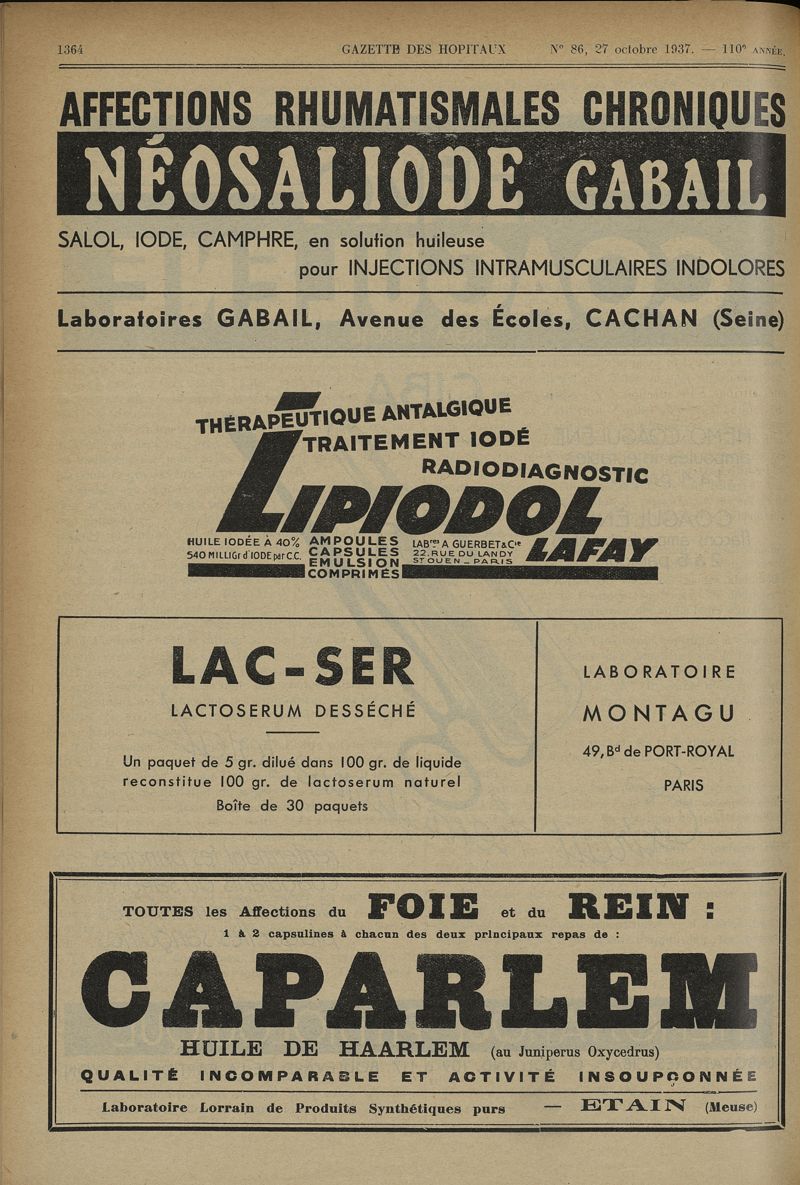 1364 GAZETTE DES HOPITAUX N° 86, 27 octobre 1937. — 110e ANNÉE.
AFFECTIONS RHUMATISMALES CHRONIQUES
NÉOSALIODE GABAIL
SALOL, IODE, CAMPHRE, en solution huileuse
pour INJECTIONS INTRAMUSCULAIRES INDOLORES
Laboratoires GABAIL, Avenue des Écoles, CACHAN (Seine)
THÉRAPEUTIQUE ANTALGIQUE
TRAITEMENT IODÉ
RADIODIAGNOSTIC
LIPIODOL
LAFAY
HUILE IODÉE À 40%
540 MILLIGr d'IODE par C.C.
AMPOULES
CAPSULES
EMULSION
COMPRIMÉS
LABres A GUERBET & Cie
22, RUE DU LANDY
St OUEN - PARIS
LAC-SER
LACTOSERUM DESSÉCHÉ
Un paquet de 5 gr. dilué dans 100 gr. de liquide
reconstitue 100 gr. de lactoserum naturel
Boîte de 30 paquets
LABORATOIRE
MONTAGU
49, Bd de PORT-ROYAL
PARIS
TOUTES les Affections du FOIE et du REIN :
1 à 2 capsulines à chacun des deux principaux repas de :
CAPARLEM
HUILE DE HAARLEM (au Juniperus Oxycedrus)
QUALITÉ INCOMPARABLE ET ACTIVITÉ INSOUPÇONNÉE
Laboratoire Lorrain de Produits Synthétiques purs — ETAIN (Meuse)